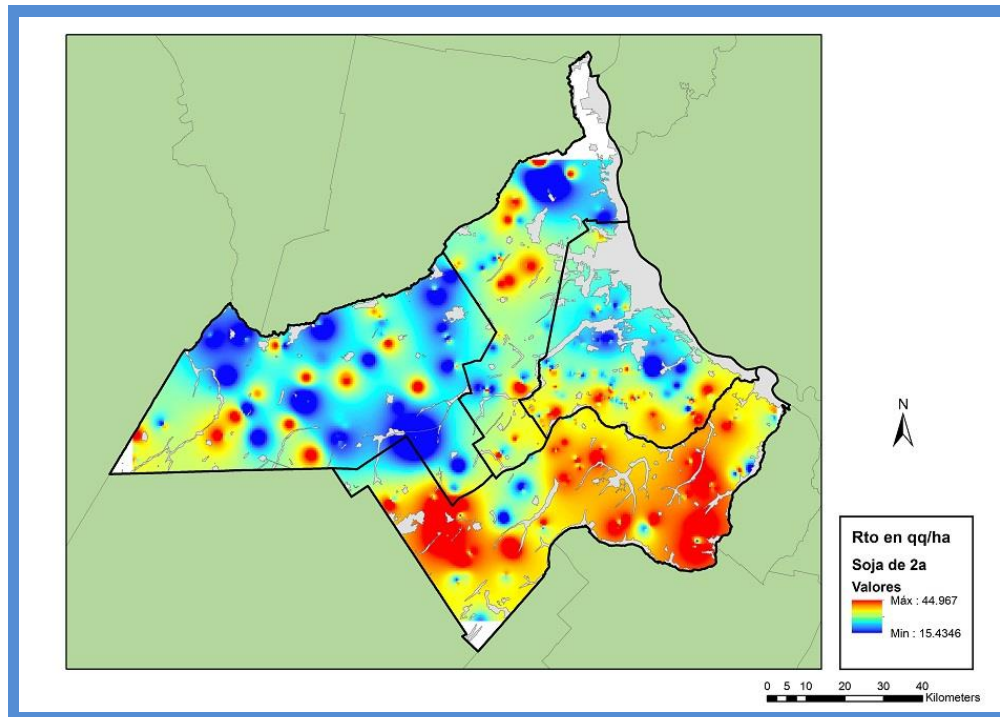 N
Rto en qq/ha
Soja de 2a
Valores
Máx : 44.967
Min : 15.4346
0 5 10 20 30 40
Kilometers